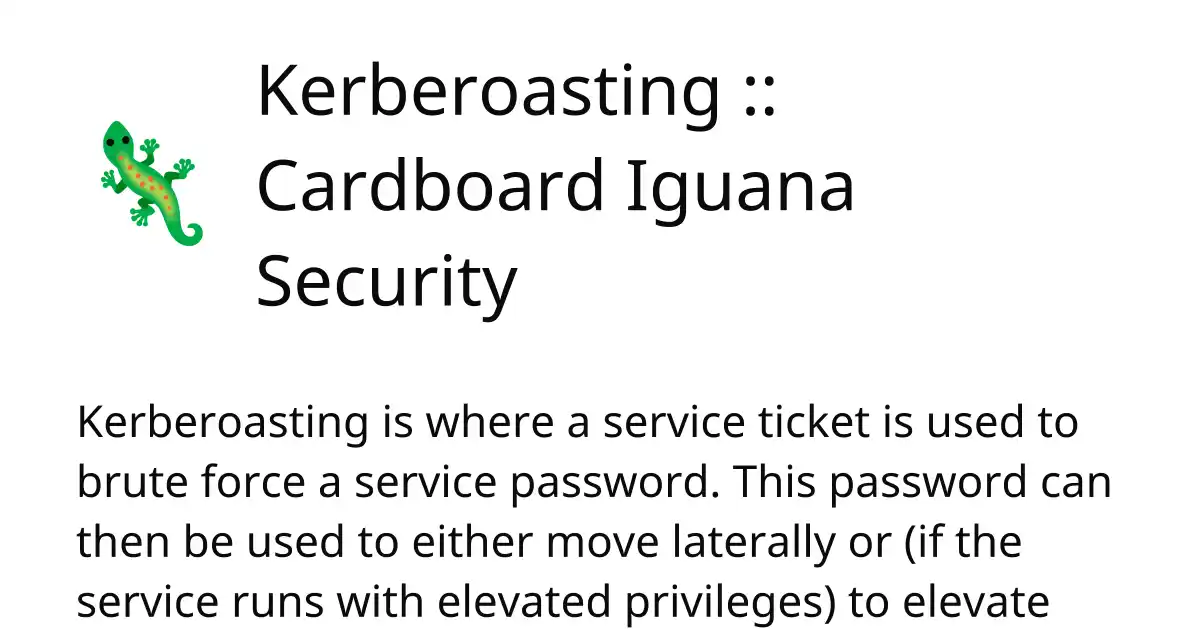 Kerberoasting ::
Cardboard Iguana
Security
Kerberoasting is where a service ticket is used to
brute force a service password. This password can
then be used to either move laterally or (if the
service runs with elevated privileges) to elevate